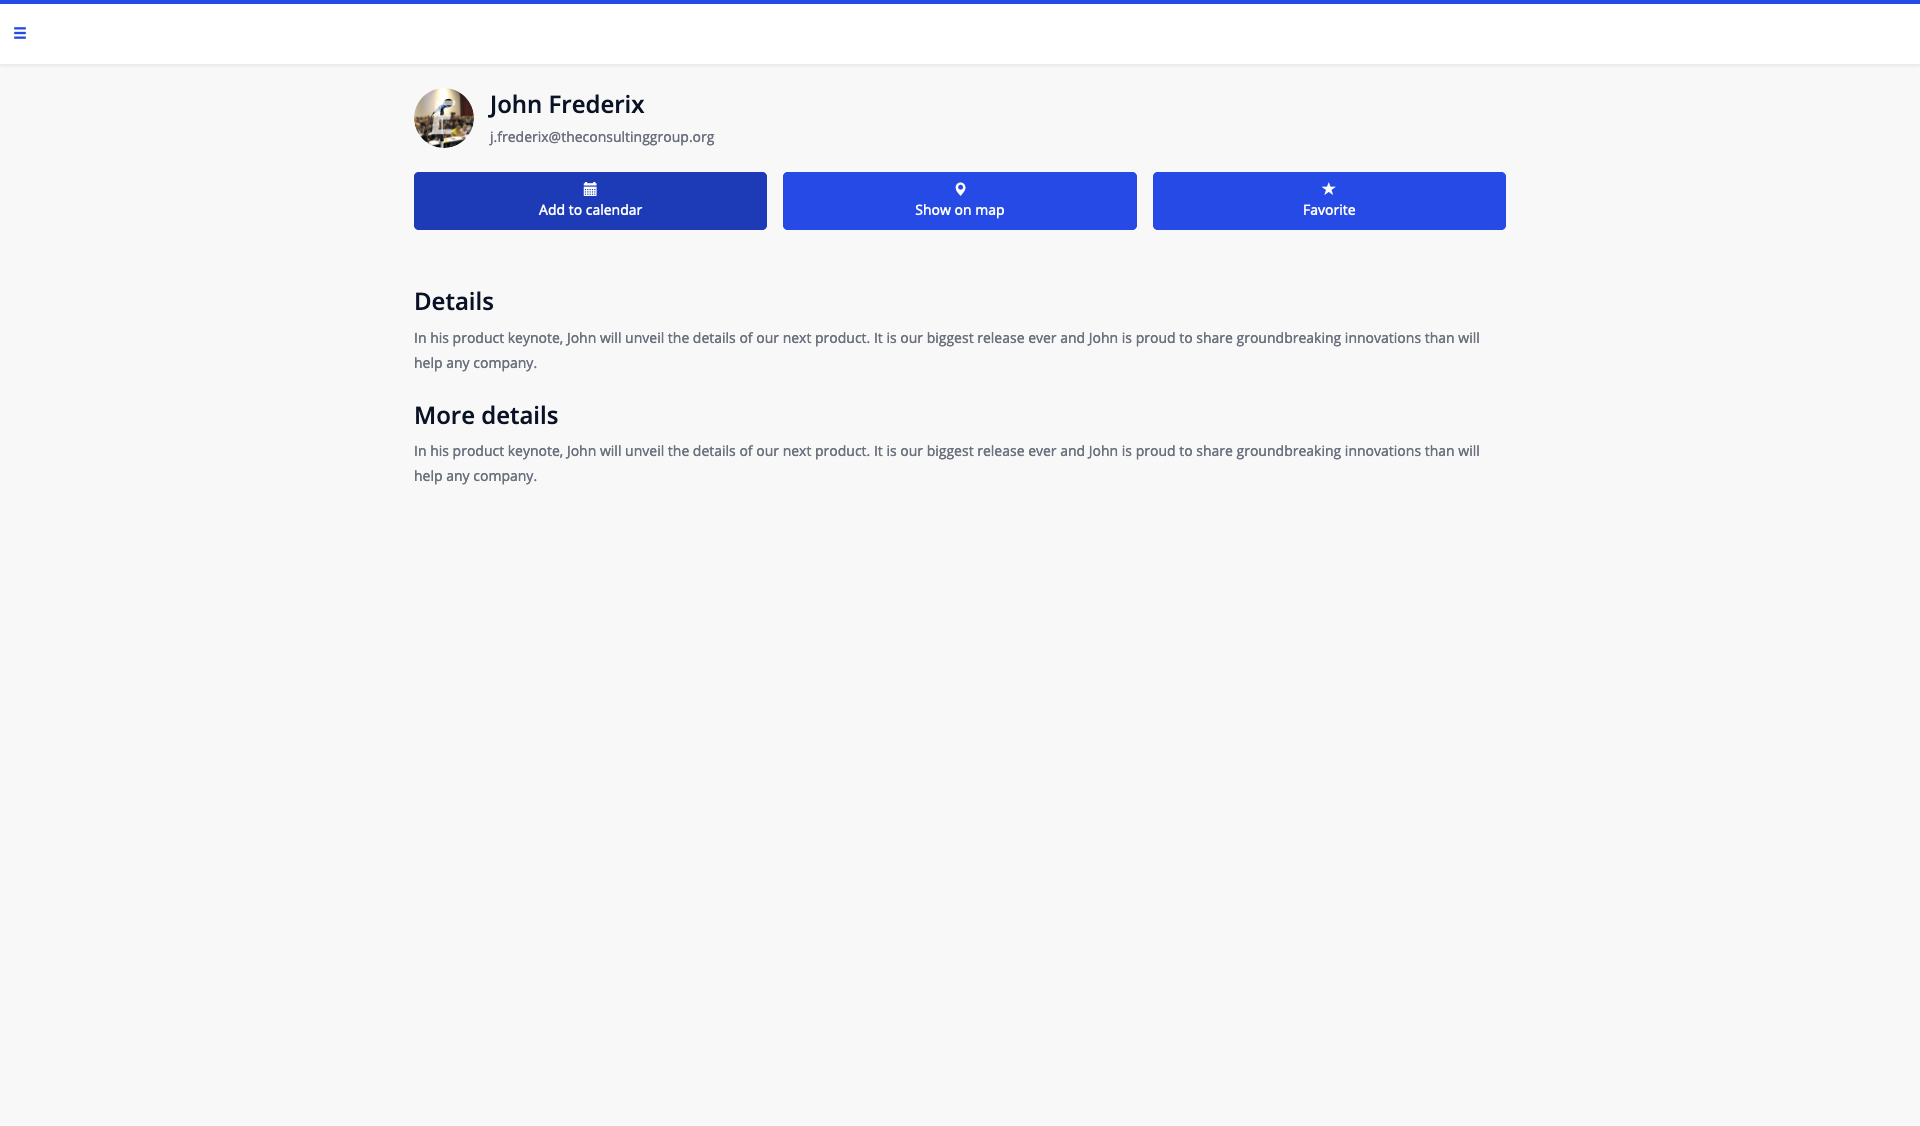 John Frederix
j.frederix@theconsultinggroup.org
Add to calendar
Show on map
Favorite
Details
In his product keynote, John will unveil the details of our next product. It is our biggest release ever and John is proud to share groundbreaking innovations than will
help any company.
More details
In his product keynote, John will unveil the details of our next product. It is our biggest release ever and John is proud to share groundbreaking innovations than will
help any company.